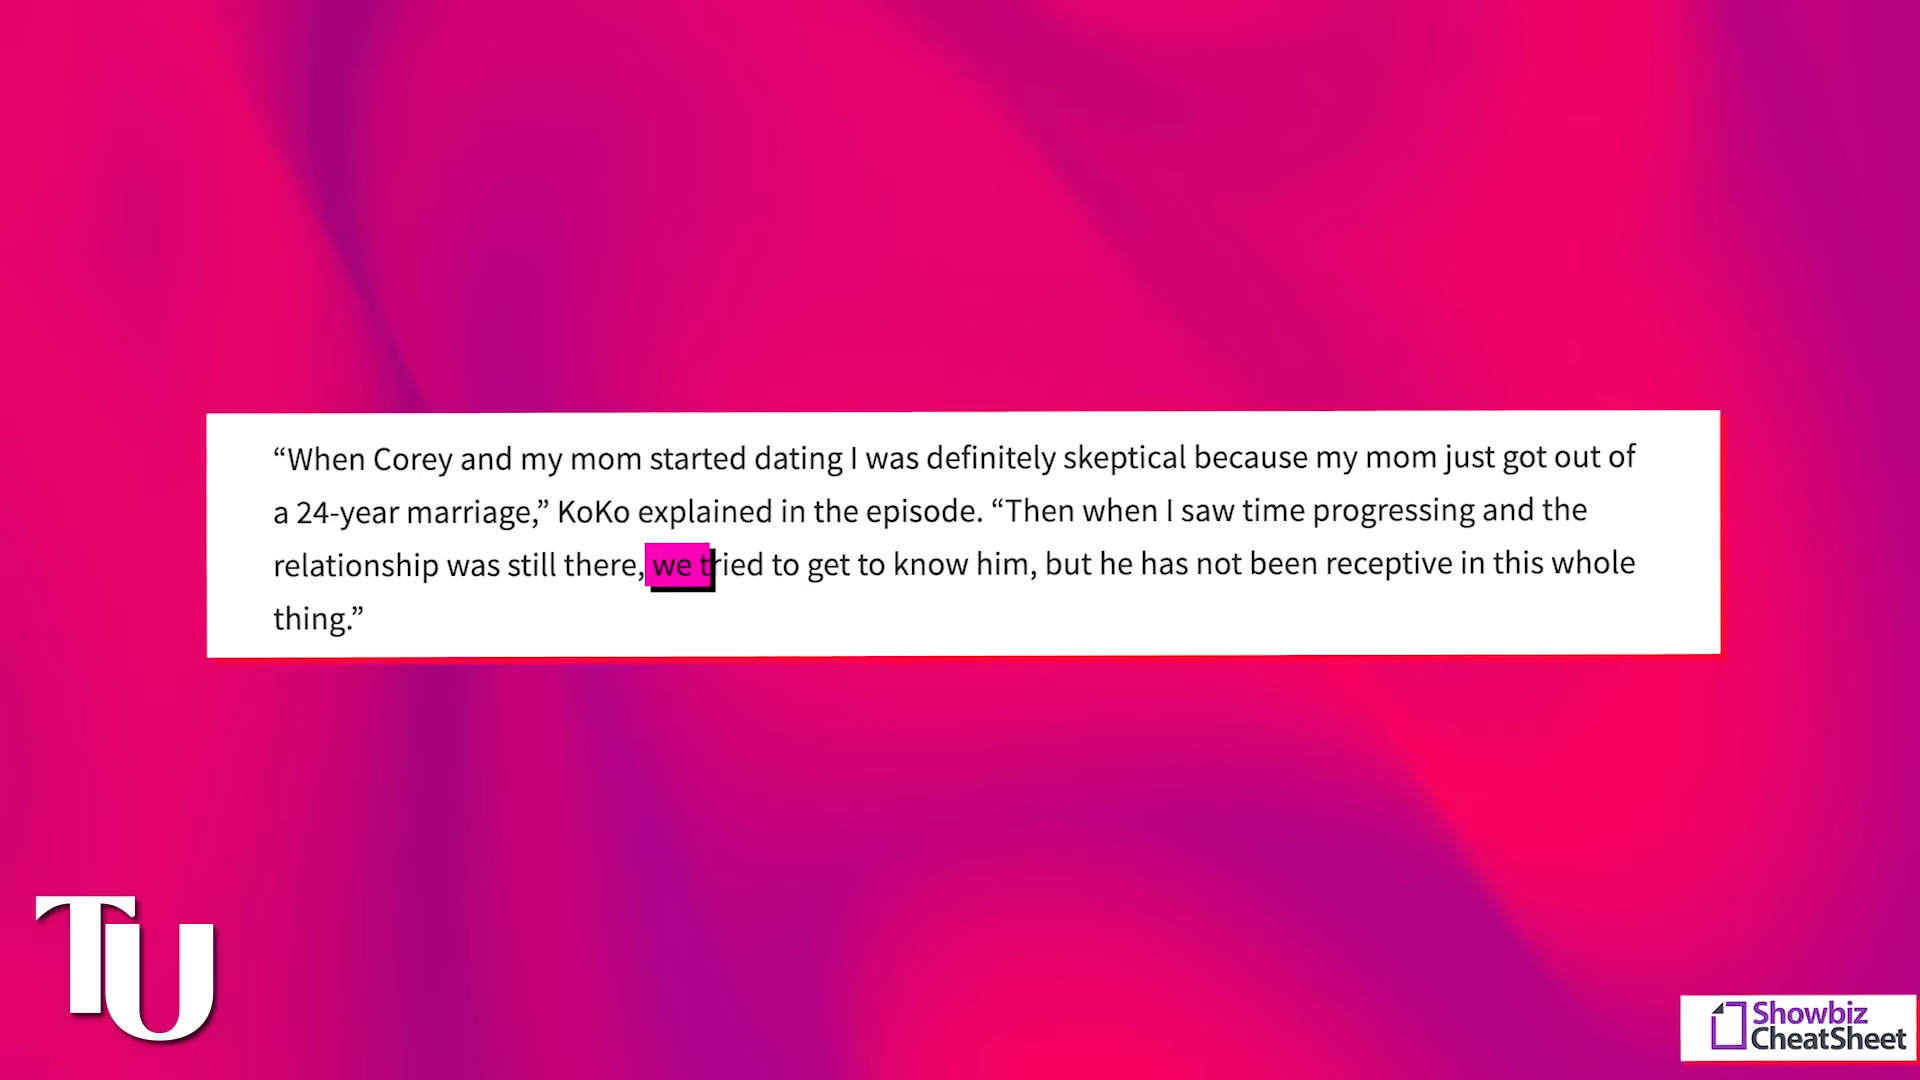 “When Corey and my mom started dating I was definitely skeptical because my mom just got out of
a 24-year marriage,” KoKo explained in the episode. “Then when I saw time progressing and the
relationship was still there, we tried to get to know him, but he has not been receptive in this whole
thing.”
TU
Showbiz
CheatSheet